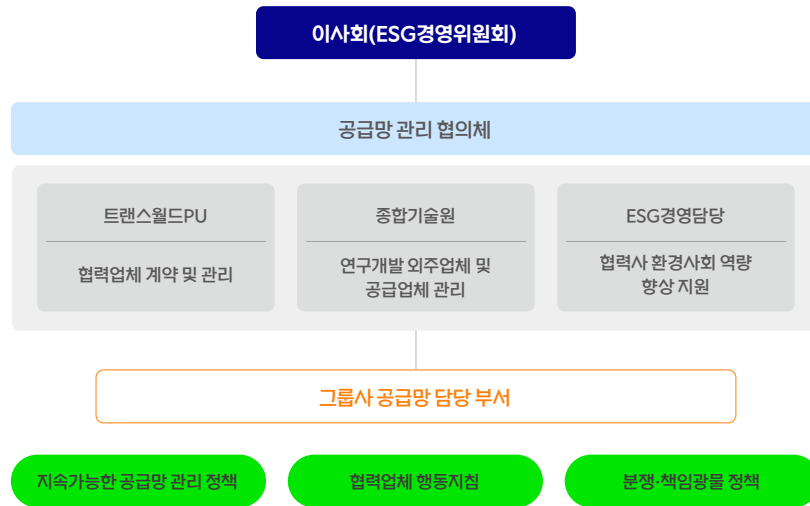 이사회(ESG경영위원회)
공급망 관리 협의체
트랜스월드PU
협력업체 계약 및 관리
종합기술원
연구개발 외주업체 및
공급업체 관리
ESG경영담당
협력사 환경사회 역량
향상 지원
그룹사 공급망 담당 부서
지속가능한 공급망 관리 정책
협력업체 행동지침
분쟁·책임광물 정책